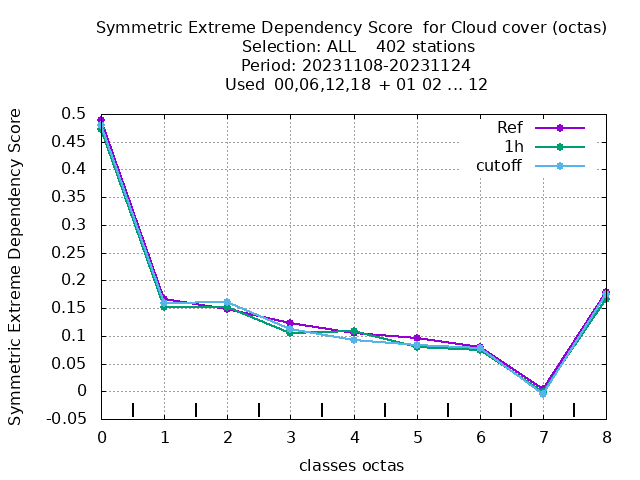 Symmetric Extreme Dependency Score  for Cloud cover (octas)
Selection: ALL    402 stations
Period: 20231108-20231124
Used  00,06,12,18  + 01 02 ... 12
Symmetric Extreme Dependency Score
0.5
0.45
0.4
0.35
0.3
0.25
0.2
0.15
0.1
0.05
0
-0.05
Ref
1h
cutoff
0 1 2 3 4 5 6 7 8
classes octas